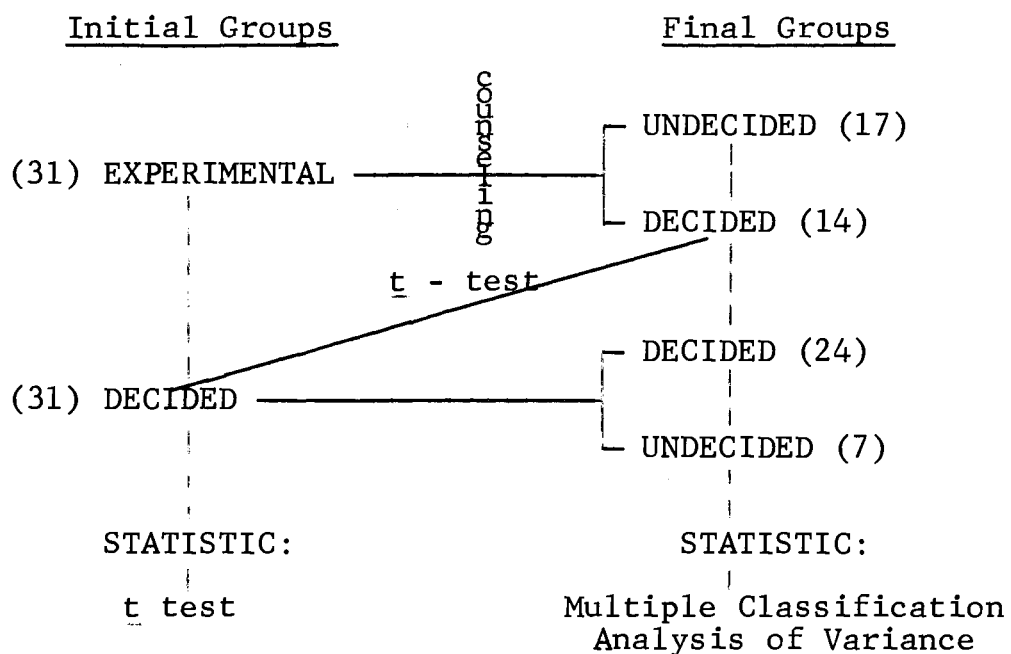 Initial Groups Final Groups
counseling
UNDECIDED (17)
(31) EXPERIMENTAL
DECIDED (14)
t - test
DECIDED (24)
(31) DECIDED
UNDECIDED (7)
STATISTIC: STATISTIC:
t test Multiple Classification
Analysis of Variance